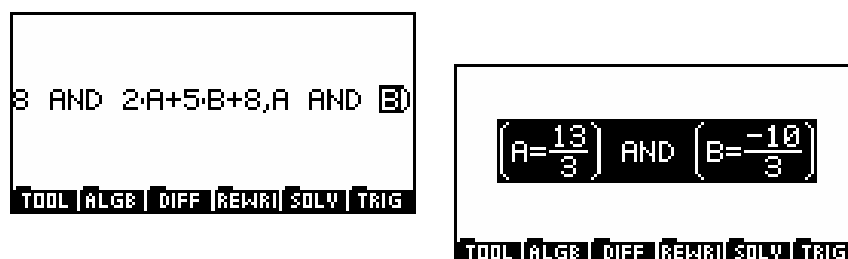 8 AND 2·A+5·B+8,A AND B)
TOOL ALGB DIFF REWRI SOLV TRIG
(A=13/3) AND (B=-10/3)
TOOL ALGB DIFF REWRI SOLV TRIG